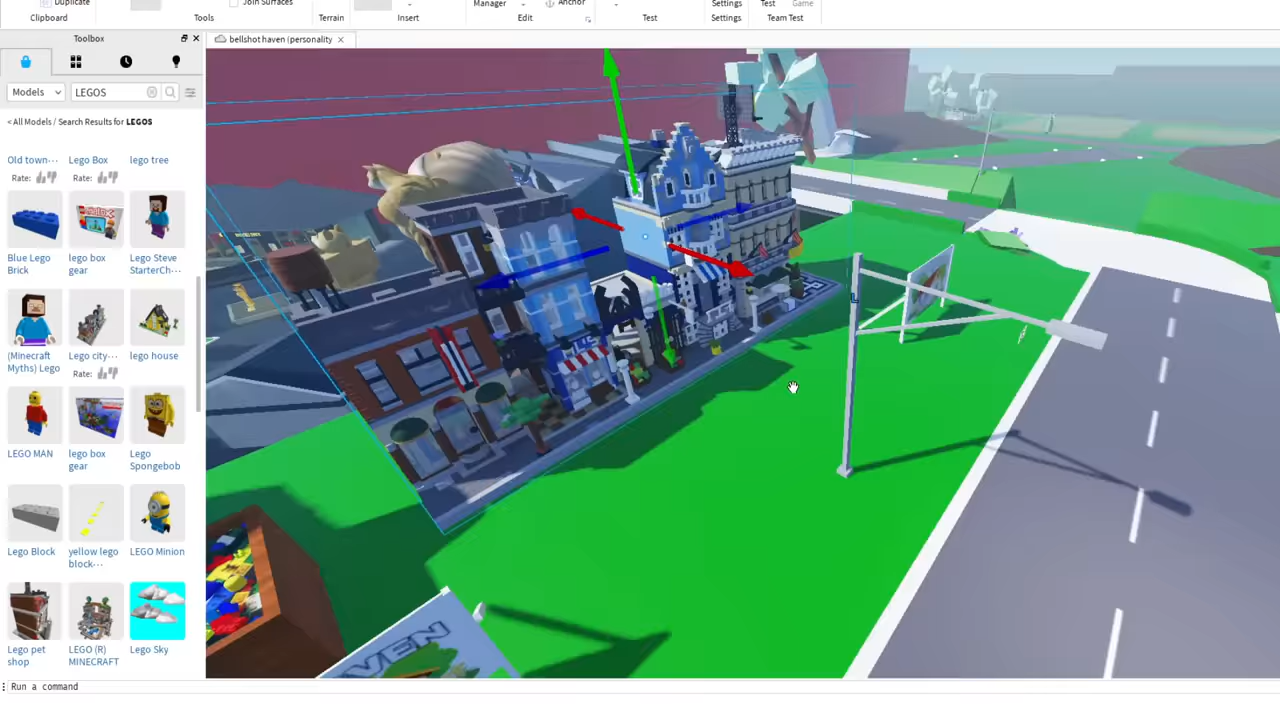 Duplicate
Join Surfaces
Manager
Anchor
Settings
Test
Game
Clipboard
Tools
Terrain
Insert
Edit
Test
Settings
Team Test
Toolbox
bellshot haven (personality
Models
LEGOS
< All Models / Search Results for LEGOS
Old town···
Lego Box
lego tree
Rate:
Rate:
Blue Lego
Brick
lego box
gear
Lego Steve
StarterCh···
(Minecraft
Myths) Lego
Lego city···
lego house
Rate:
LEGO MAN
lego box
gear
Lego
Spongebob
Lego Block
yellow lego
block···
LEGO Minion
Lego pet
shop
LEGO (R)
MINECRAFT
Lego Sky
L
VEN
Run a command